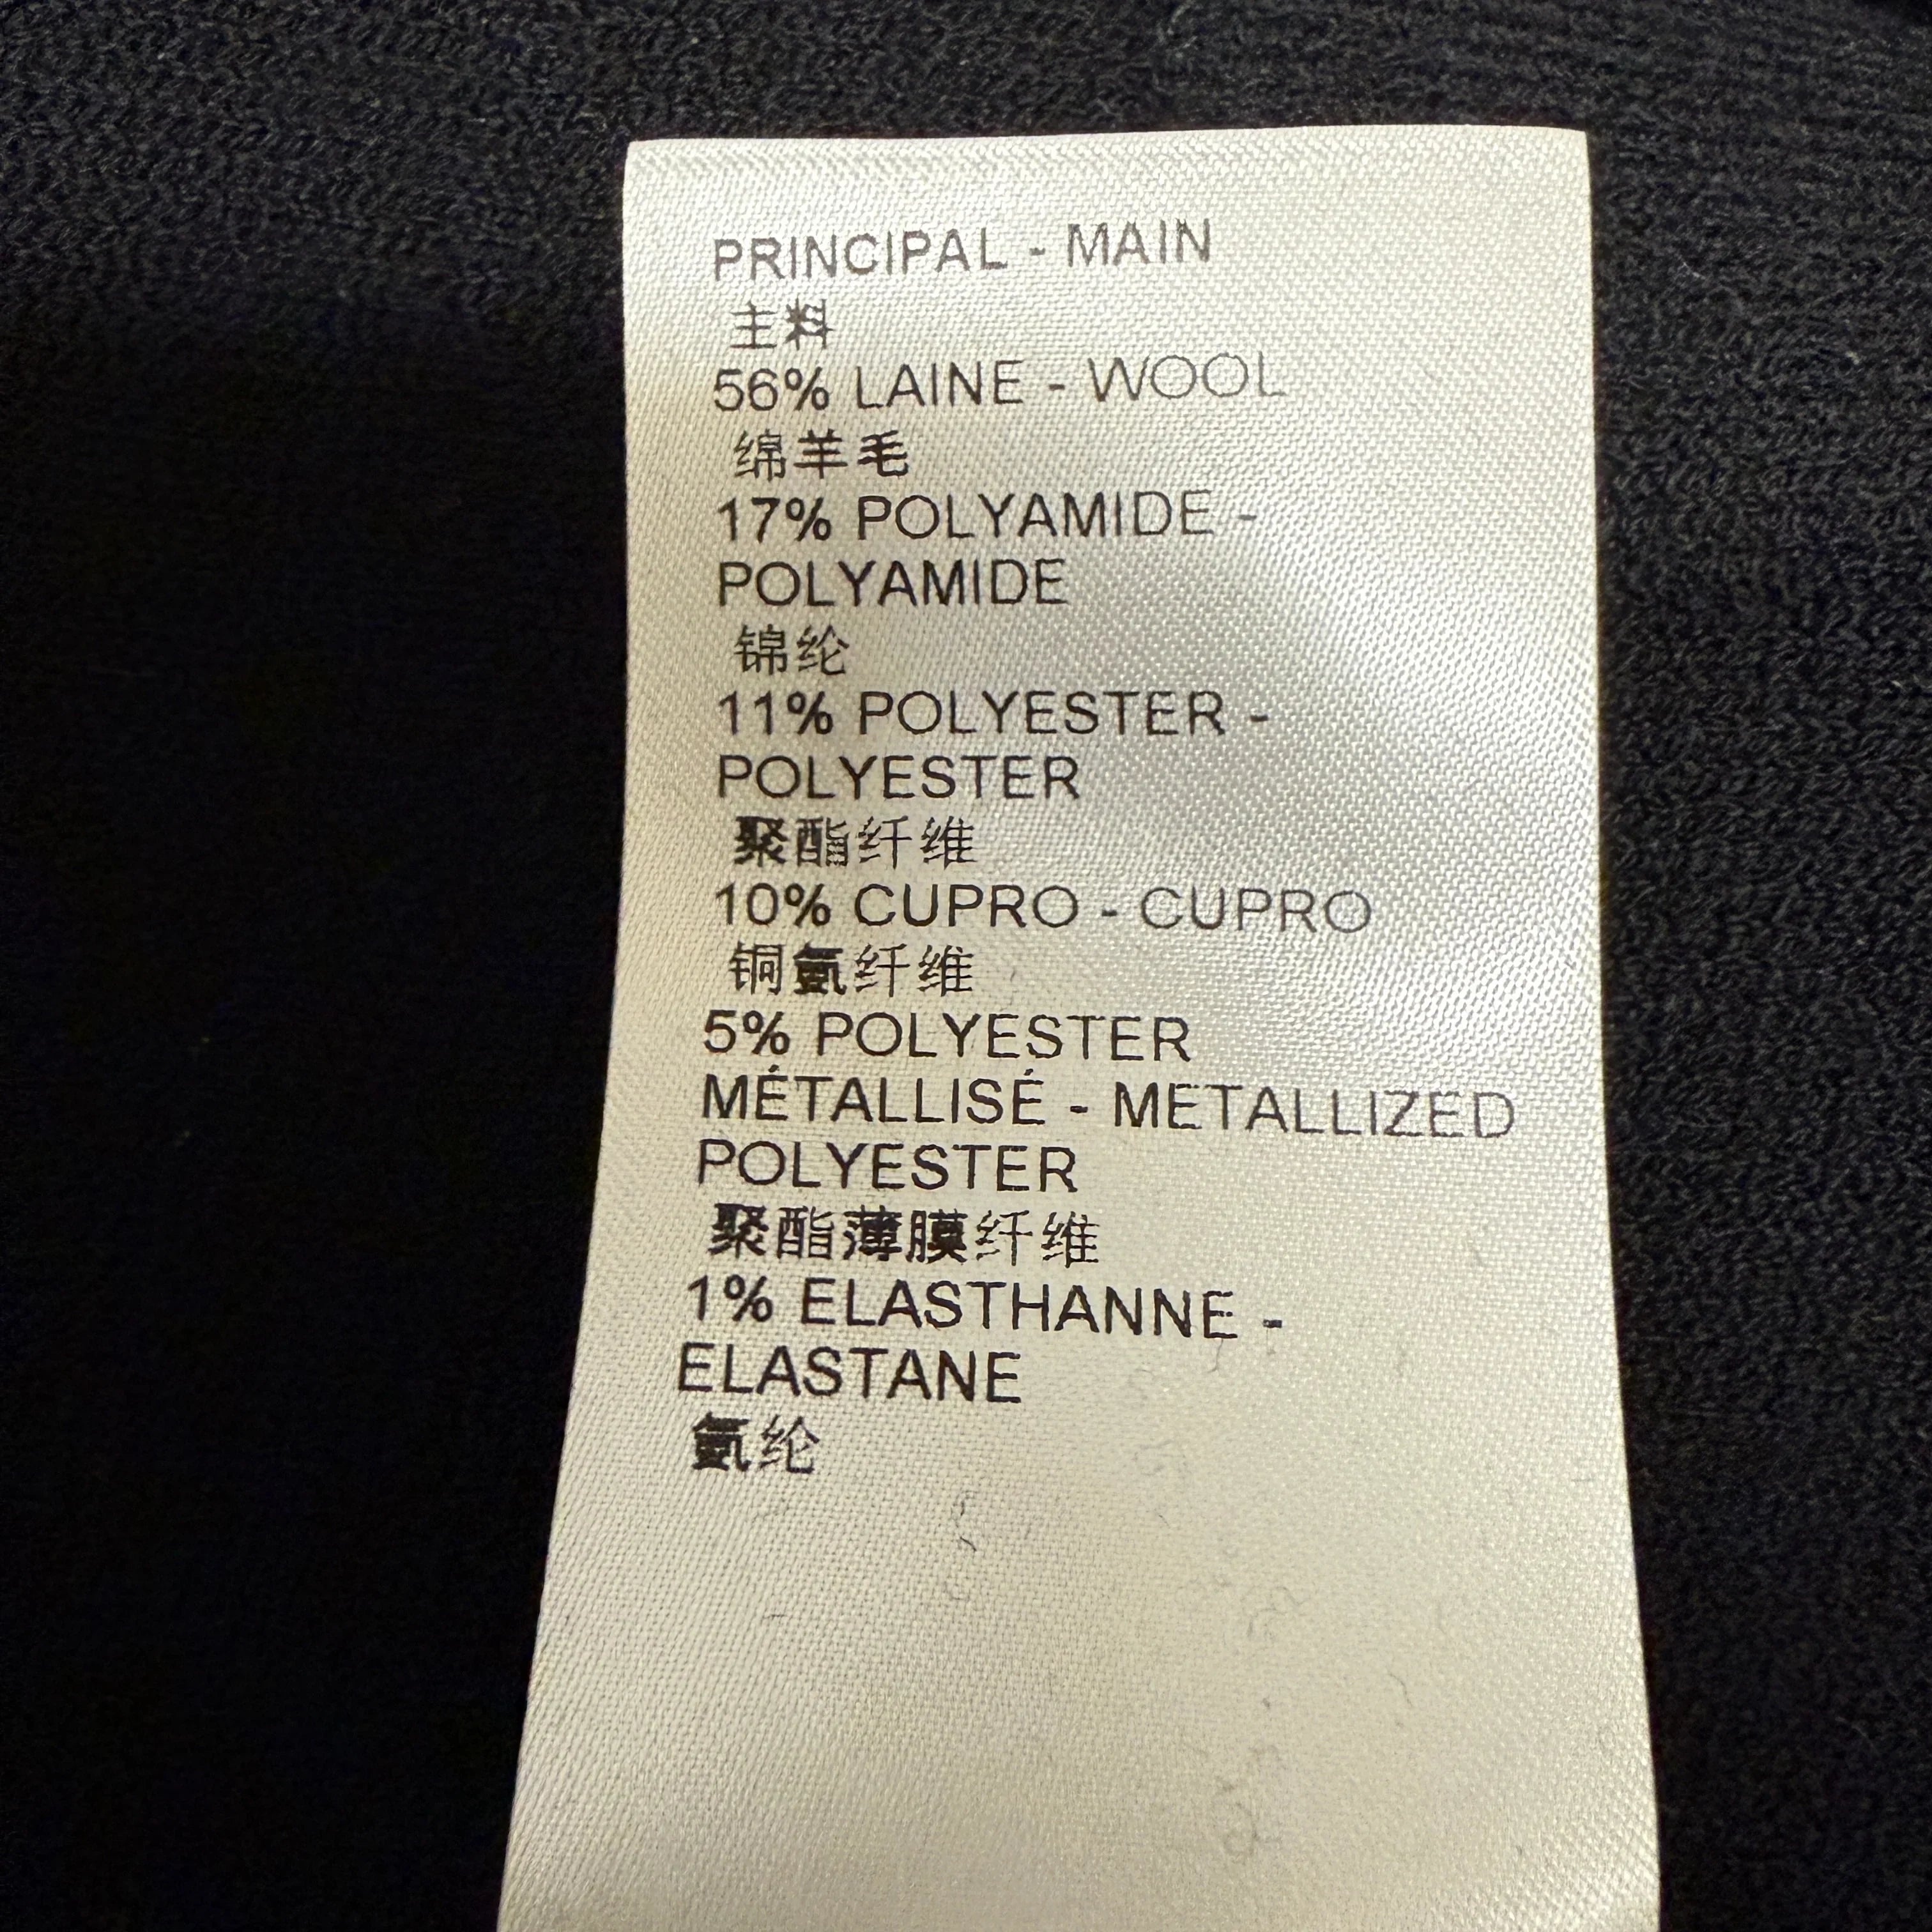 PRINCIPAL - MAIN
主料
56% LAINE - WOOL
绵羊毛
17% POLYAMIDE -
POLYAMIDE
锦纶
11% POLYESTER -
POLYESTER
聚酯纤维
10% CUPRO - CUPRO
铜氨纤维
5% POLYESTER
MÉTALLISÉ - METALLIZED
POLYESTER
聚酯薄膜纤维
1% ELASTHANNE -
ELASTANE
氨纶